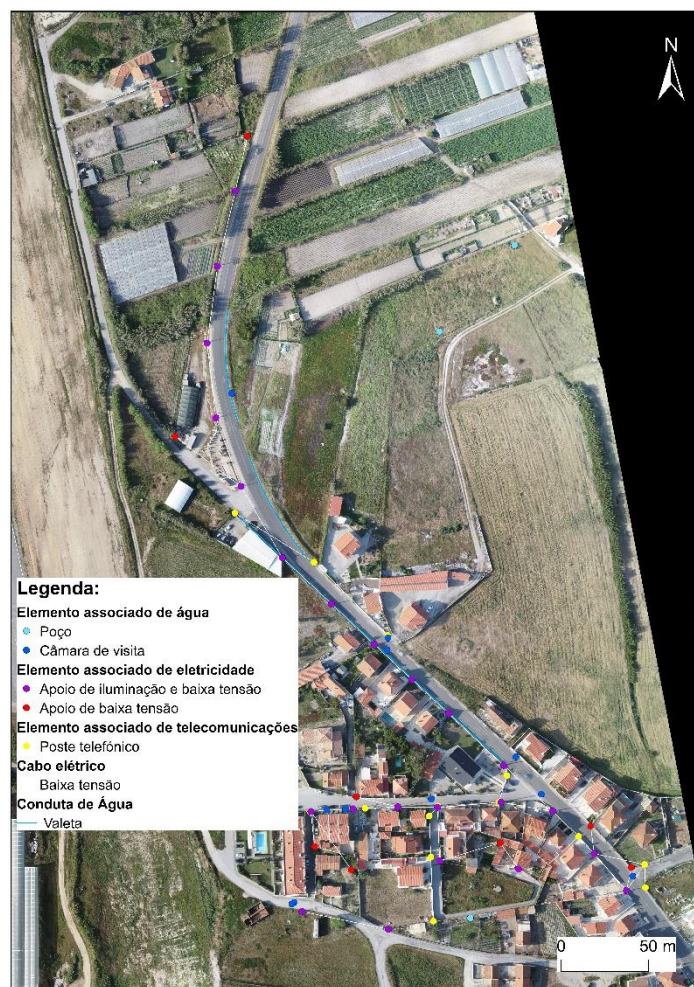 N
Legenda:
Elemento associado de água
Poço
Câmara de visita
Elemento associado de eletricidade
Apoio de iluminação e baixa tensão
Apoio de baixa tensão
Elemento associado de telecomunicações
Poste telefónico
Cabo elétrico
Baixa tensão
Conduta de Água
Valeta
0 50 m